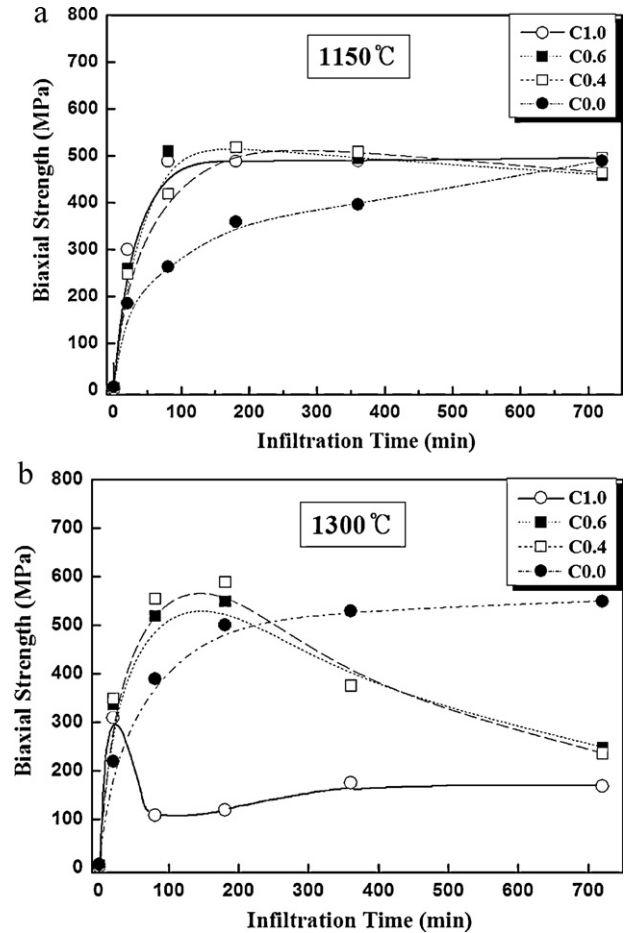 a
800
700
600
500
400
300
200
100
0
Biaxial Strength (MPa)
1150℃
C1.0
C0.6
C0.4
C0.0
0 100 200 300 400 500 600 700
Infiltration Time (min)
b
800
700
600
500
400
300
200
100
0
Biaxial Strength (MPa)
1300℃
C1.0
C0.6
C0.4
C0.0
0 100 200 300 400 500 600 700
Infiltration Time (min)